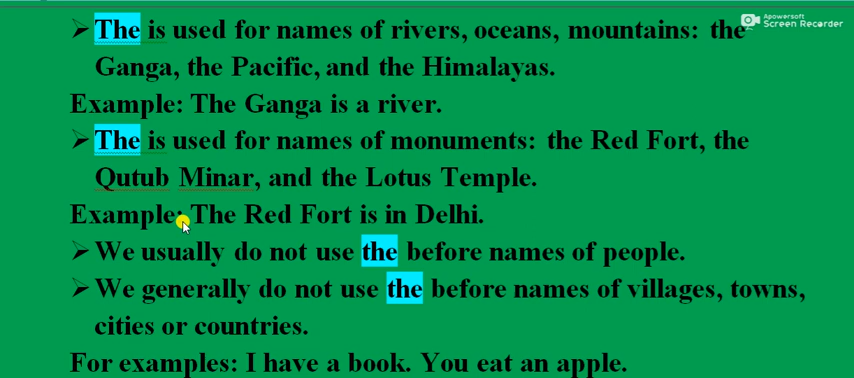 Apowersoft
Screen Recorder
➢ The is used for names of rivers, oceans, mountains: the
Ganga, the Pacific, and the Himalayas.
Example: The Ganga is a river.
➢ The is used for names of monuments: the Red Fort, the
Qutub Minar, and the Lotus Temple.
Example: The Red Fort is in Delhi.
➢ We usually do not use the before names of people.
➢ We generally do not use the before names of villages, towns,
cities or countries.
For examples: I have a book. You eat an apple.